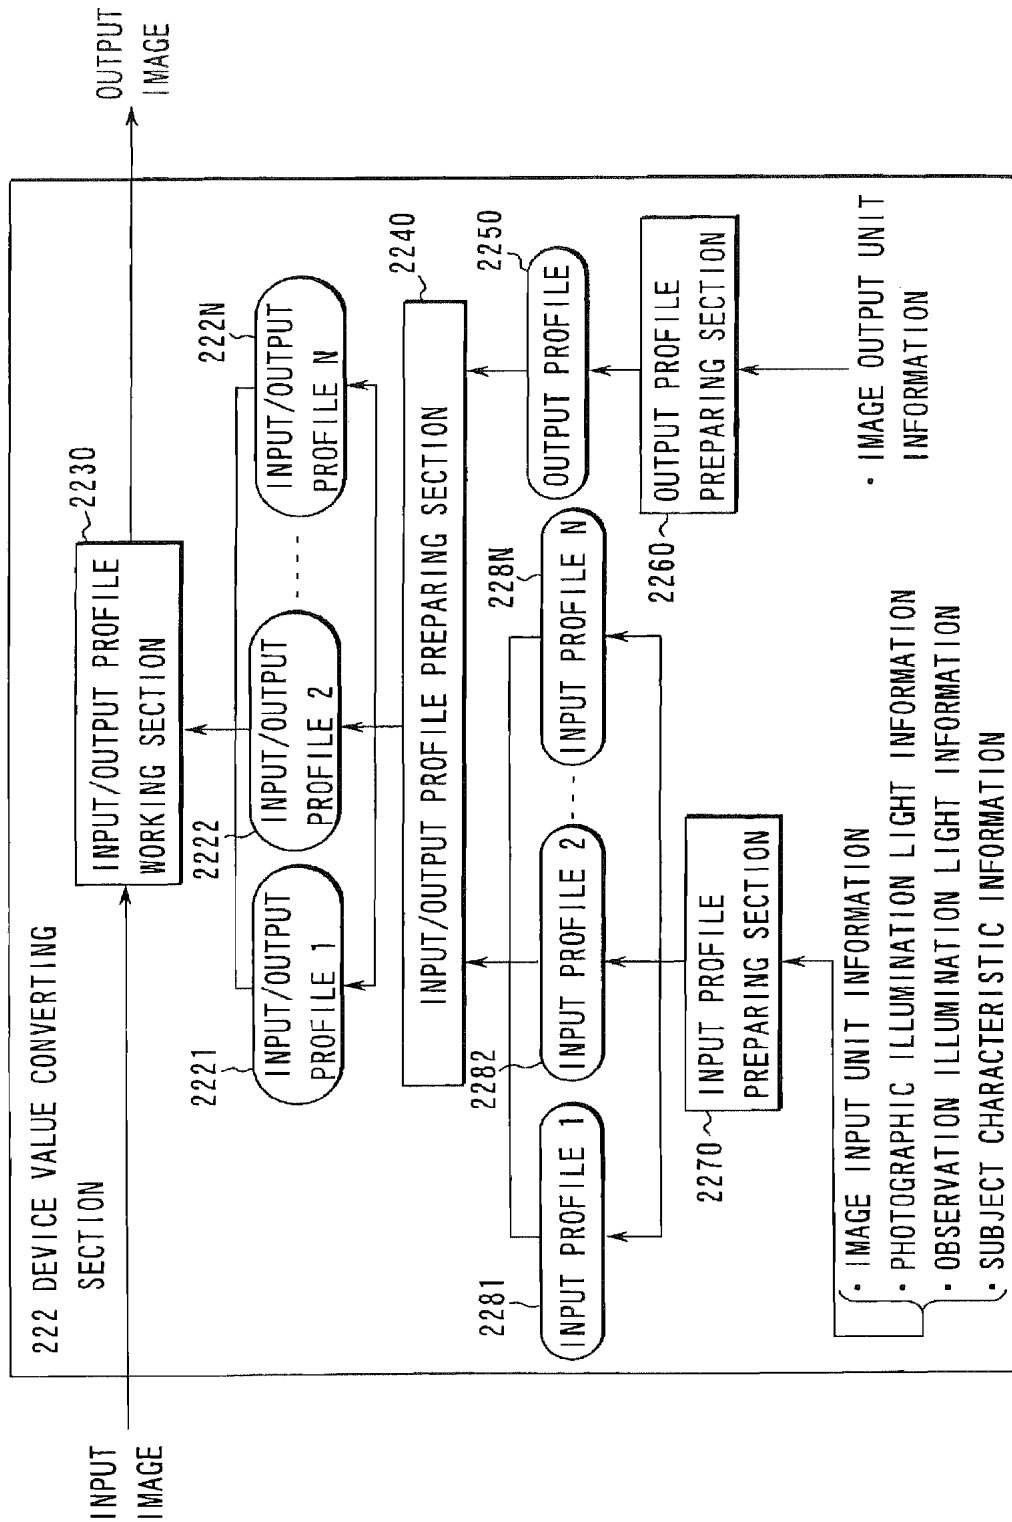 222 DEVICE VALUE CONVERTING
SECTION
INPUT
IMAGE
OUTPUT
IMAGE
2230
INPUT/OUTPUT PROFILE
WORKING SECTION
2221
INPUT/OUTPUT
PROFILE 1
2222
INPUT/OUTPUT
PROFILE 2
-----
222N
INPUT/OUTPUT
PROFILE N
2240
INPUT/OUTPUT PROFILE PREPARING SECTION
2281
INPUT PROFILE 1
2282
INPUT PROFILE 2
----
228N
INPUT PROFILE N
2250
OUTPUT PROFILE
2270
INPUT PROFILE
PREPARING SECTION
2260
OUTPUT PROFILE
PREPARING SECTION
· IMAGE INPUT UNIT INFORMATION
· PHOTOGRAPHIC ILLUMINATION LIGHT INFORMATION
· OBSERVATION ILLUMINATION LIGHT INFORMATION
· SUBJECT CHARACTERISTIC INFORMATION
· IMAGE OUTPUT UNIT
INFORMATION